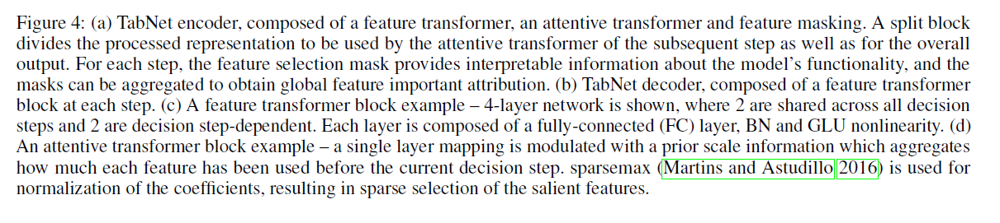 Figure 4: (a) TabNet encoder, composed of a feature transformer, an attentive transformer and feature masking. A split block
divides the processed representation to be used by the attentive transformer of the subsequent step as well as for the overall
output. For each step, the feature selection mask provides interpretable information about the model's functionality, and the
masks can be aggregated to obtain global feature important attribution. (b) TabNet decoder, composed of a feature transformer
block at each step. (c) A feature transformer block example – 4-layer network is shown, where 2 are shared across all decision
steps and 2 are decision step-dependent. Each layer is composed of a fully-connected (FC) layer, BN and GLU nonlinearity. (d)
An attentive transformer block example – a single layer mapping is modulated with a prior scale information which aggregates
how much each feature has been used before the current decision step. sparsemax (Martins and Astudillo 2016) is used for
normalization of the coefficients, resulting in sparse selection of the salient features.